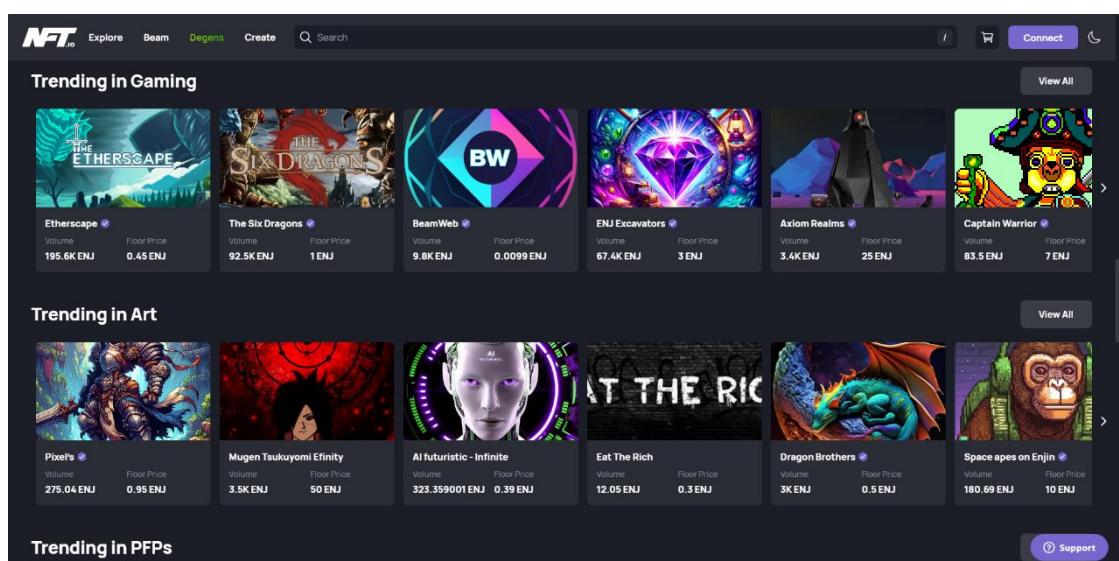 NFT.io Explore Beam Degens Create Search / Connect
Trending in Gaming View All
THE ETHERSCAPE
THE SIX DRAGONS
BW
Etherscape The Six Dragons BeamWeb ENJ Excavators Axiom Realms Captain Warrior
Volume Floor Price Volume Floor Price Volume Floor Price Volume Floor Price Volume Floor Price Volume Floor Price
195.6K ENJ 0.45 ENJ 92.5K ENJ 1 ENJ 9.8K ENJ 0.0099 ENJ 67.4K ENJ 3 ENJ 3.4K ENJ 25 ENJ 83.5 ENJ 7 ENJ
Trending in Art View All
AI
AT THE RIC
Pixel's Mugen Tsukuyomi Efinity AI futuristic - Infinite Eat The Rich Dragon Brothers Space apes on Enjin
Volume Floor Price Volume Floor Price Volume Floor Price Volume Floor Price Volume Floor Price Volume Floor Price
275.04 ENJ 0.95 ENJ 3.5K ENJ 50 ENJ 323.359001 ENJ 0.39 ENJ 12.05 ENJ 0.3 ENJ 3K ENJ 0.5 ENJ 180.69 ENJ 10 ENJ
Trending in PFPs Support